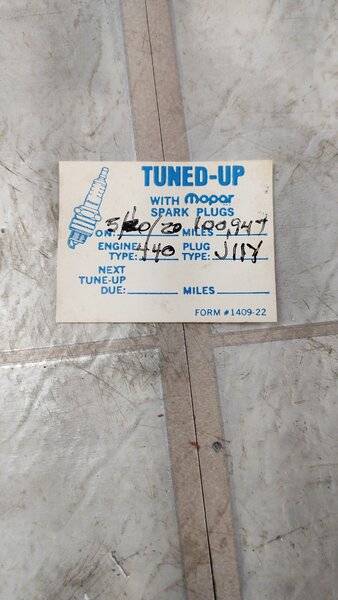 TUNED-UP
WITH Mopar
SPARK PLUGS
ON: 5/20/20 MILES 100,947
ENGINE TYPE: 440 PLUG TYPE: J11Y
NEXT TUNE-UP DUE: MILES
FORM #1409-22